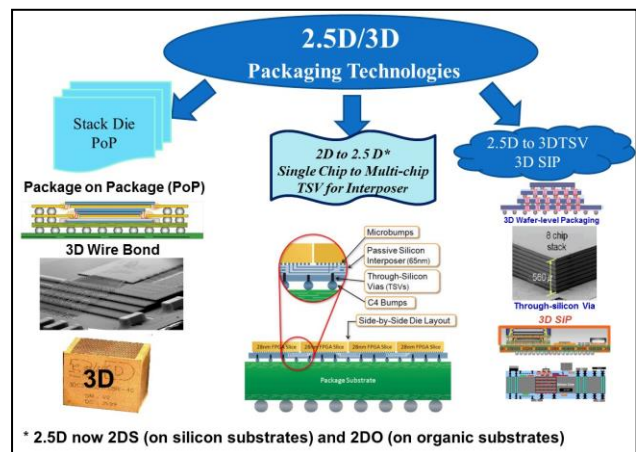 2.5D/3D
Packaging Technologies
Stack Die
PoP
2D to 2.5 D*
Single Chip to Multi-chip
TSV for Interposer
2.5D to 3DTSV
3D SIP
Package on Package (PoP)
3D Wire Bond
3D
Microbumps
Passive Silicon
Interposer (65nm)
Through-Silicon
Vias (TSVs)
C4 Bumps
Side-by-Side Die Layout
28nm FPGA Slice 28nm FPGA Slice 28nm FPGA Slice 28nm FPGA Slice
Package Substrate
3D Wafer-level Packaging
8 chip
stack
560 µ
Through-silicon Via
3D SIP
* 2.5D now 2DS (on silicon substrates) and 2DO (on organic substrates)